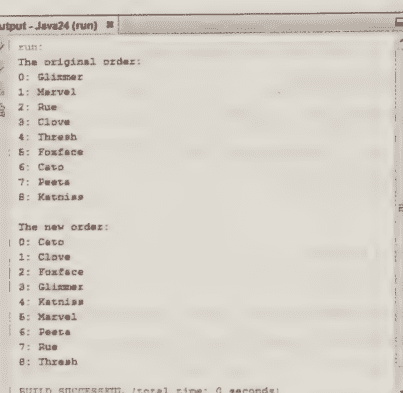 utput - Java24 (run)
run:
The original order:
0: Glimmer
1: Marvel
2: Rue
3: Clove
4: Thresh
5: Foxface
6: Cato
7: Peeta
8: Katniss
The new order:
0: Cato
1: Clove
2: Foxface
3: Glimmer
4: Katniss
5: Marvel
6: Peeta
7: Rue
8: Thresh
BUILD SUCCESSFUL (total time: 0 seconds)